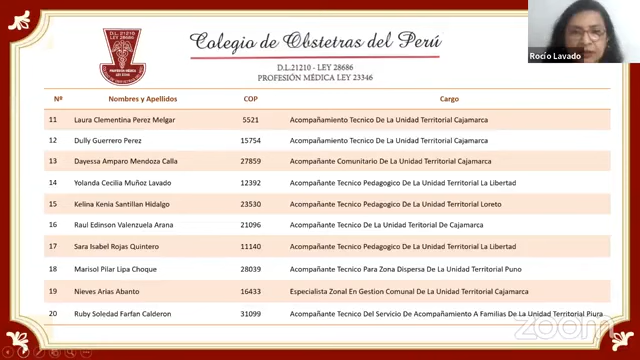 D.L. 21210
LEY 28686
Colegio de Obstetras del Perú
D.L.21210 - LEY 28686
PROFESIÓN MÉDICA LEY 23346
Rocío Lavado
Nº Nombres y Apellidos COP Cargo
11 Laura Clementina Perez Melgar 5521 Acompañamiento Tecnico De La Unidad Territorial Cajamarca
12 Dully Guerrero Perez 15754 Acompañamiento Tecnico De La Unidad Territorial Cajamarca
13 Dayessa Amparo Mendoza Calla 27859 Acompañante Comunitario De La Unidad Territorial Cajamarca
14 Yolanda Cecilia Muñoz Lavado 12392 Acompañante Tecnico Pedagogico De La Unidad Territorial La Libertad
15 Kelina Kenia Santillan Hidalgo 23530 Acompañante Tecnico Pedagogico De La Unidad Territorial Loreto
16 Raul Edinson Valenzuela Arana 21096 Acompañante Tecnico De La Unidad Teritorial De Cajamarca
17 Sara Isabel Rojas Quintero 11140 Acompañante Tecnico Pedagogico De La Unidad Territorial La Libertad
18 Marisol Pilar Lipa Choque 28039 Acompañante Tecnico Para Zona Dispersa De La Unidad Territorial Puno
19 Nieves Arias Abanto 16433 Especialista Zonal En Gestion Comunal De La Unidad Territorial Cajamarca
20 Ruby Soledad Farfan Calderon 31099 Acompañante Tecnico Del Servicio De Acompañamiento A Familias De La Unidad Territorial Piura
zoom